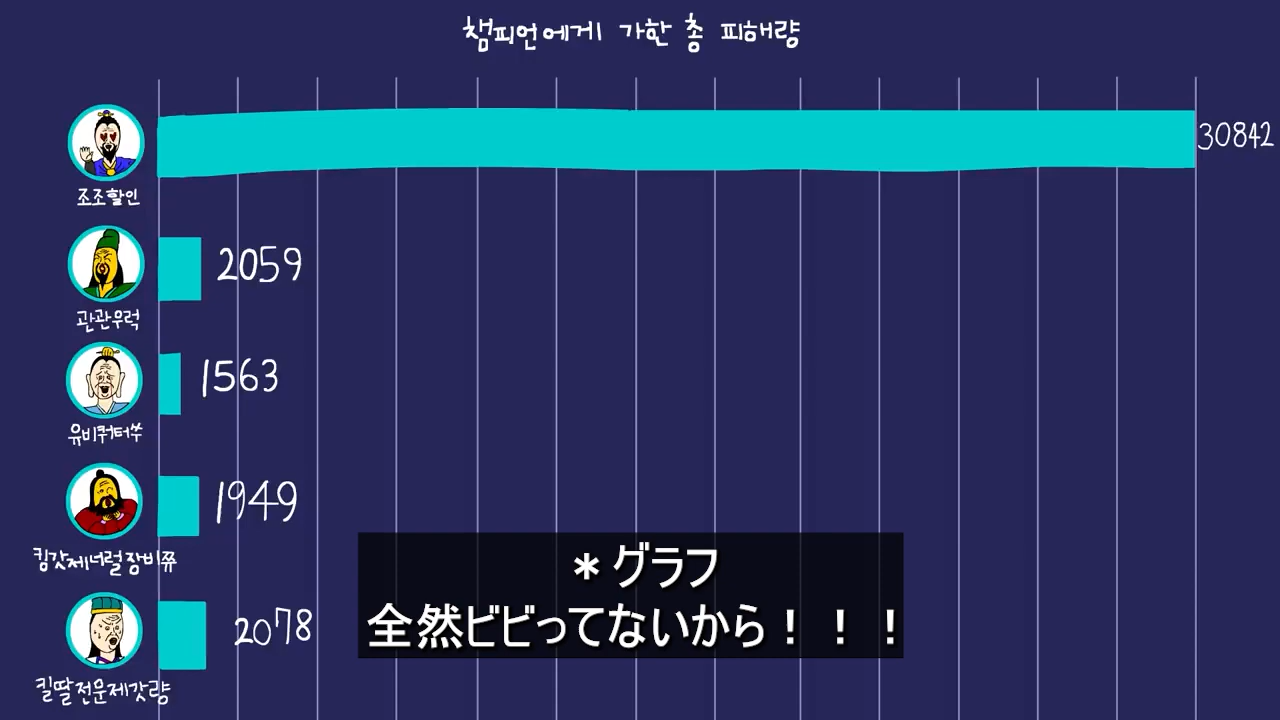 챔피언에게 가한 총 피해량
30842
조조할인
2059
관관우럭
1563
유비쿼터쑤
1949
킹갓제너럴장비쮸
2078
킬딸전문제갓량
*グラフ
全然ビビってないから！！！